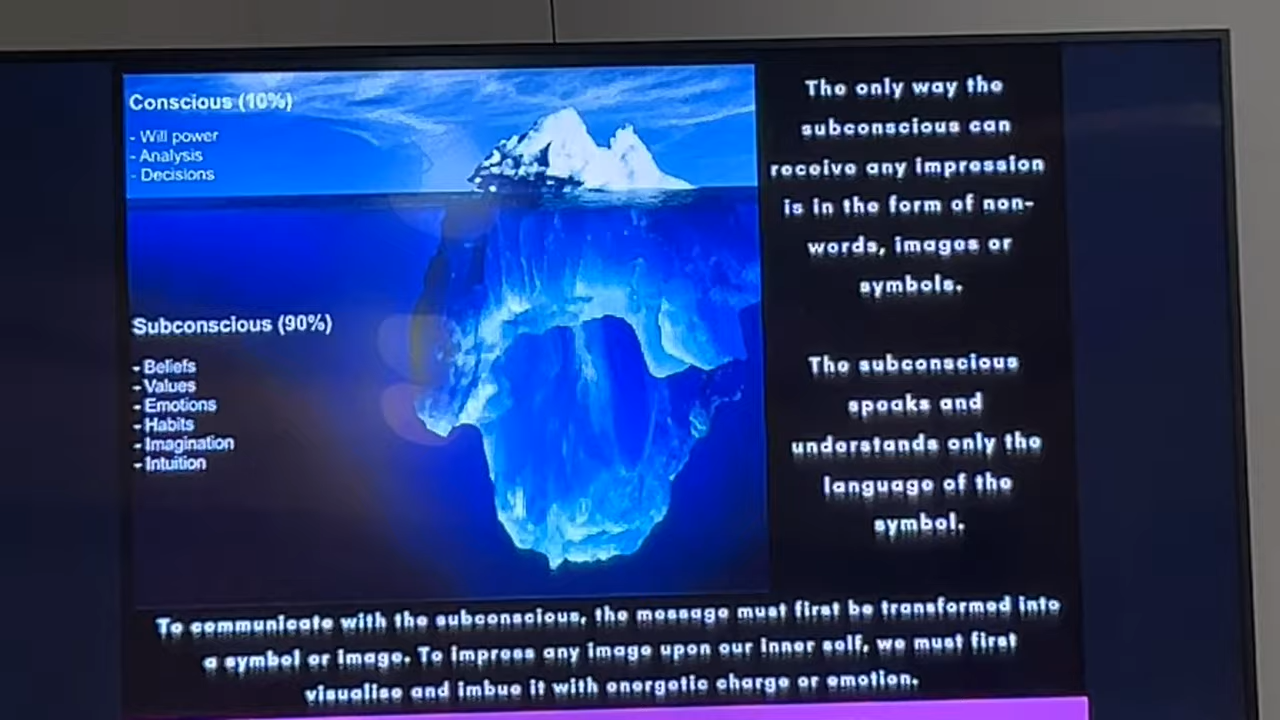 Conscious (10%)
- Will power
- Analysis
- Decisions
Subconscious (90%)
- Beliefs
- Values
- Emotions
- Habits
- Imagination
- Intuition
The only way the
subconscious can
receive any impression
is in the form of non-
words, images or
symbols.
The subconscious
speaks and
understands only the
language of the
symbol.
To communicate with the subconscious, the message must first be transformed into
a symbol or image. To impress any image upon our inner self, we must first
visualise and imbue it with energetic charge or emotion.